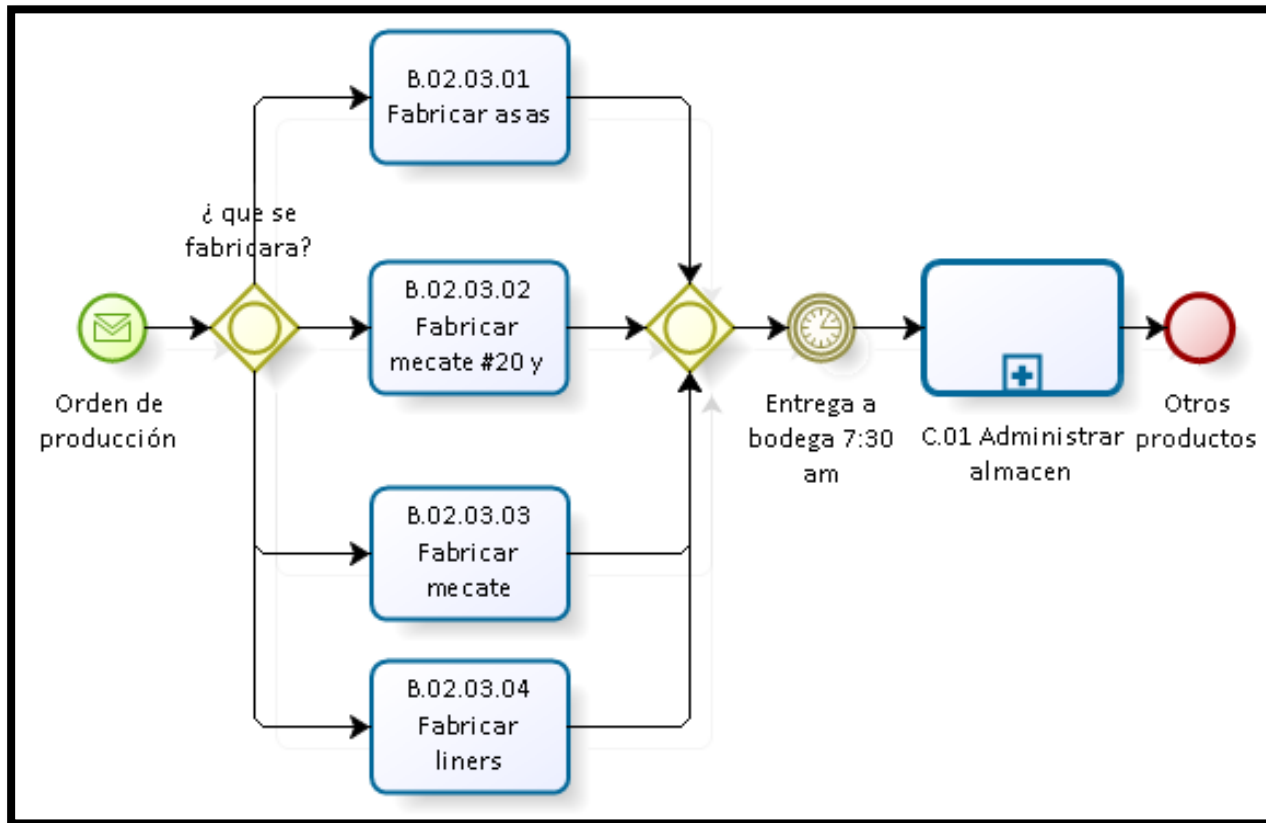 B.02.03.01
Fabricar asas
¿ que se
fabricara?
B.02.03.02
Fabricar
mecate #20 y
Orden de
producción
Entrega a
bodega 7:30
am
C.01 Administrar
almacen
Otros
productos
B.02.03.03
Fabricar
mecate
B.02.03.04
Fabricar
liners